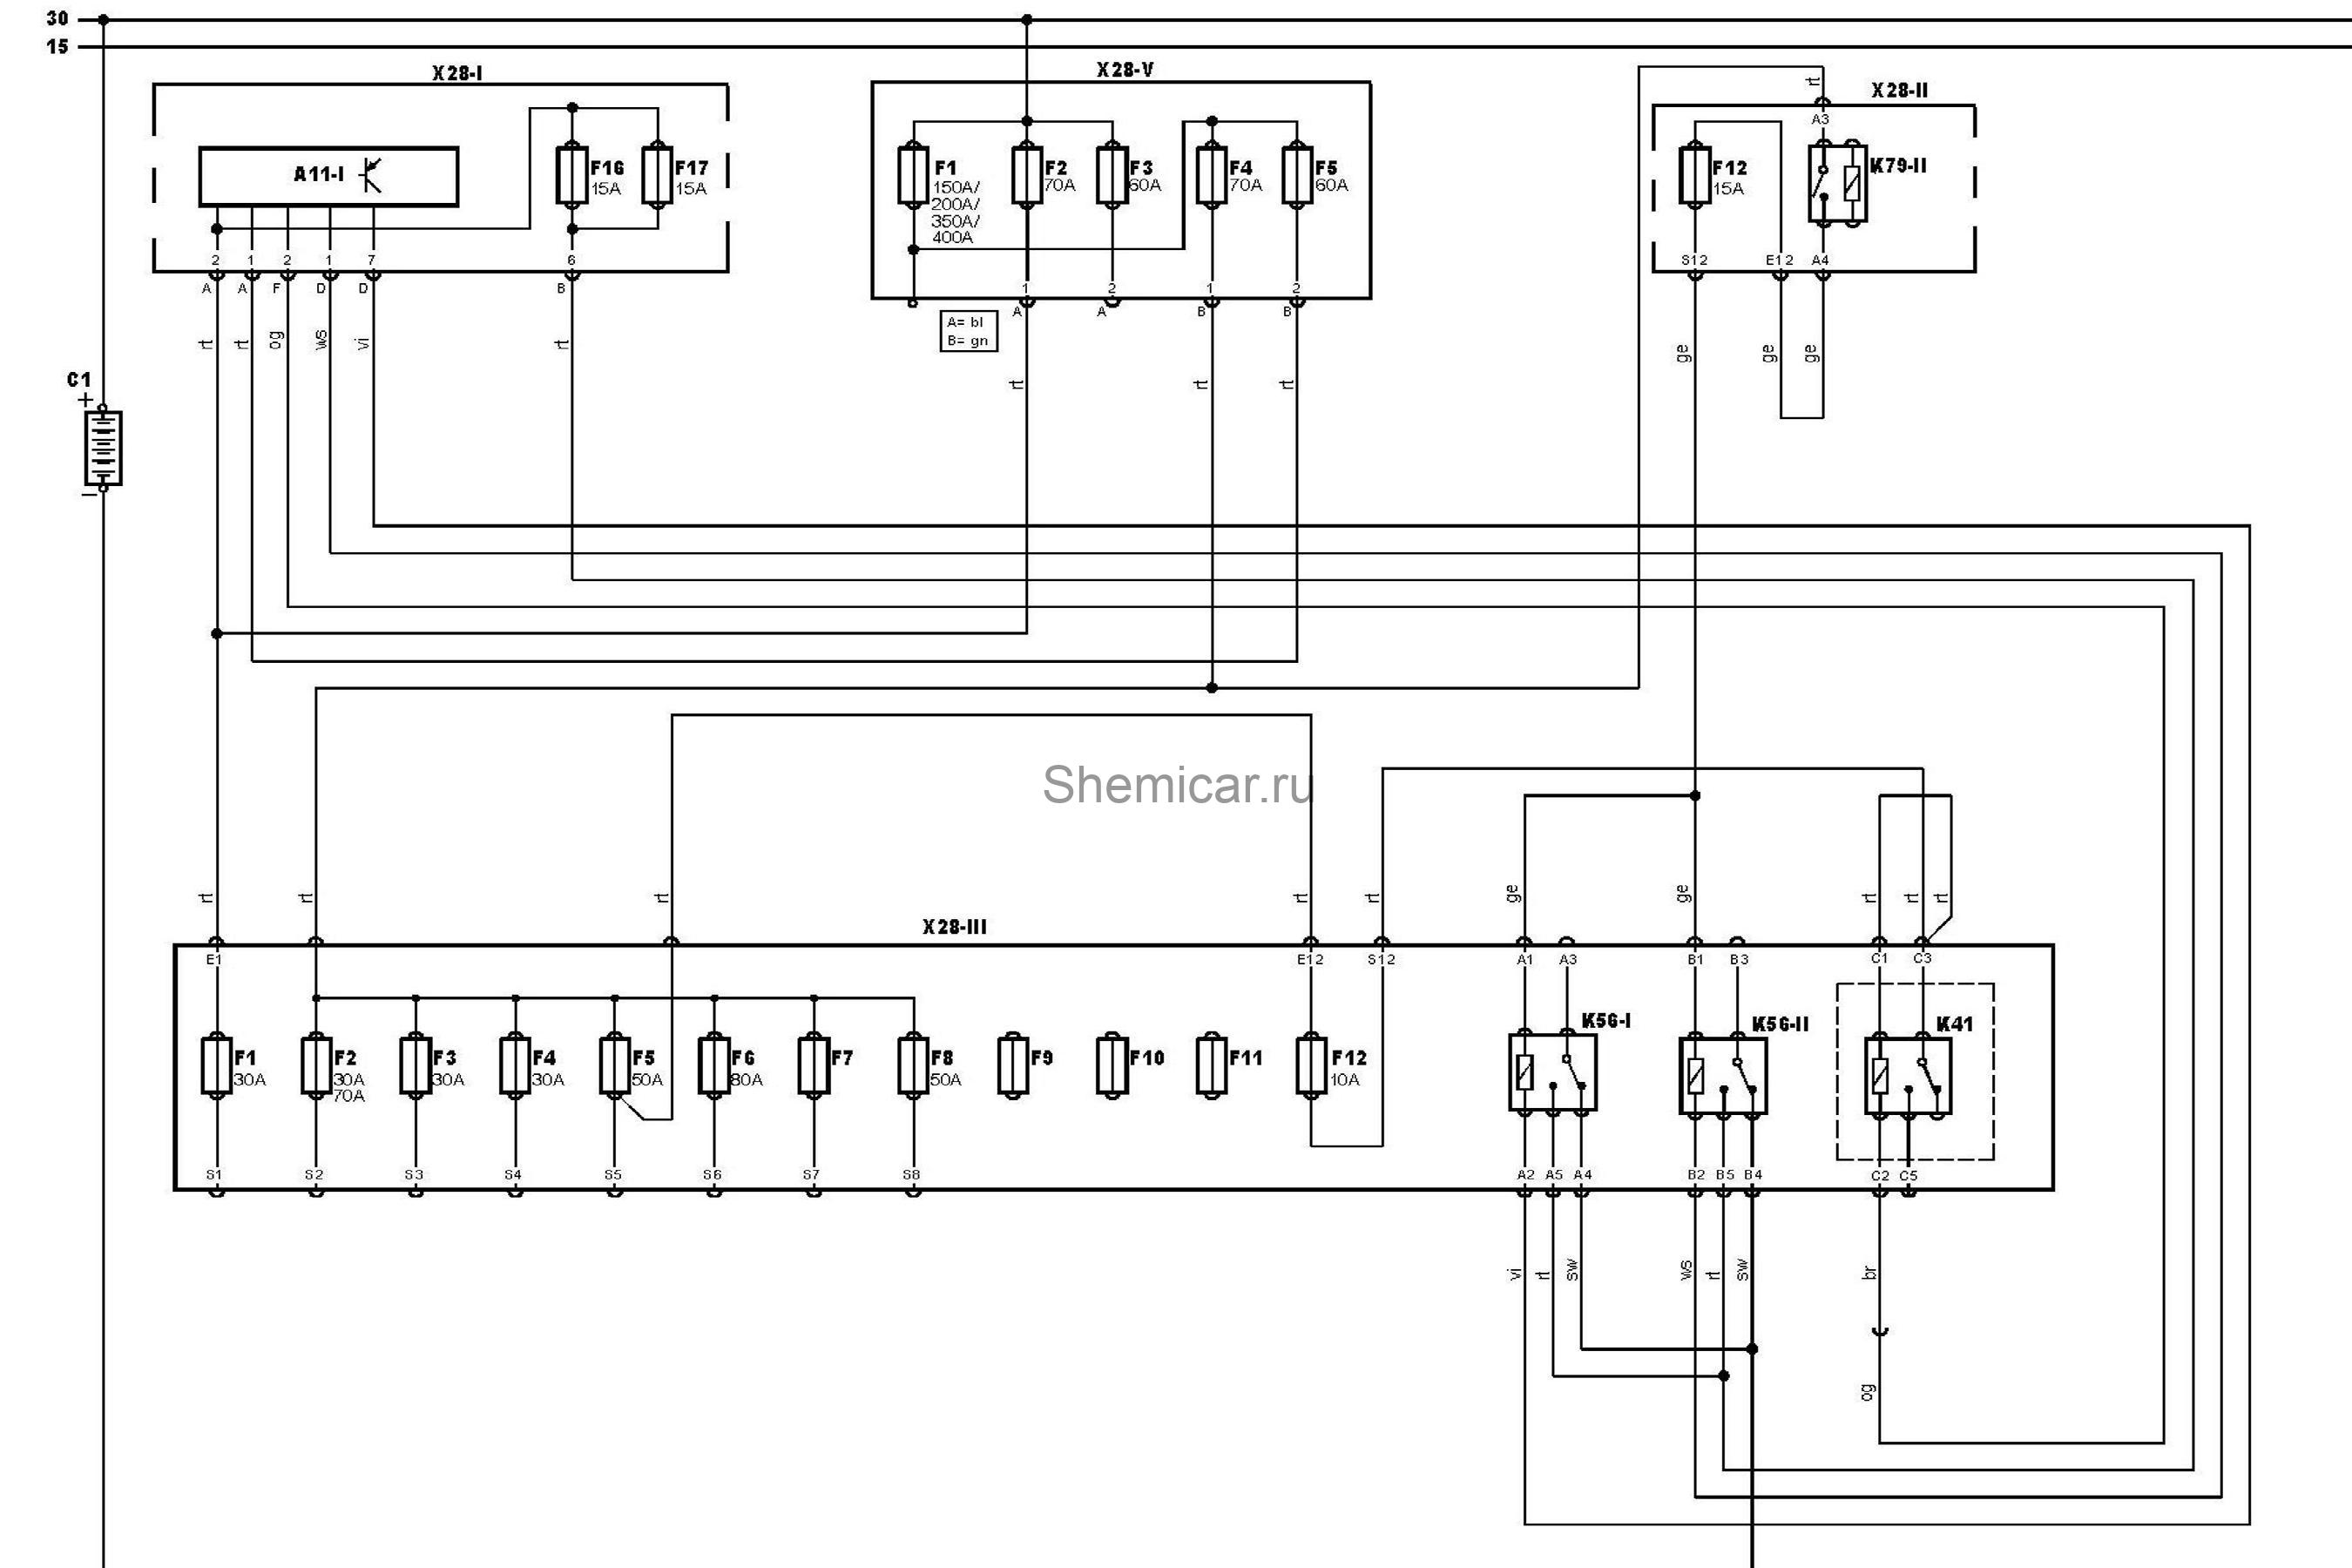 30
15
X28-I
X28-V
X28-II
rt
A3
A11-I
F16
15A
F17
15A
F1
150A/
200A/
350A/
400A
F2
70A
F3
60A
F4
70A
F5
60A
F12
15A
K79-II
2 1 2 1 7 6
A A F D D B
1 2 1 2
A A B B
A= bl
B= gn
S12 E12 A4
rt rt og ws vi rt
rt rt rt
ge ge ge
C1
+
−
Shemicar.ru
rt rt rt rt rt ge ge rt rt rt
X28-III
E1 E12 S12 A1 A3 B1 B3 C1 C3
K56-I
K56-II
K41
F1
30A
F2
30A
70A
F3
30A
F4
30A
F5
50A
F6
80A
F7
F8
50A
F9
F10
F11
F12
10A
S1 S2 S3 S4 S5 S6 S7 S8 A2 A5 A4 B2 B5 B4 C2 C5
vi rt sw ws rt sw br
og